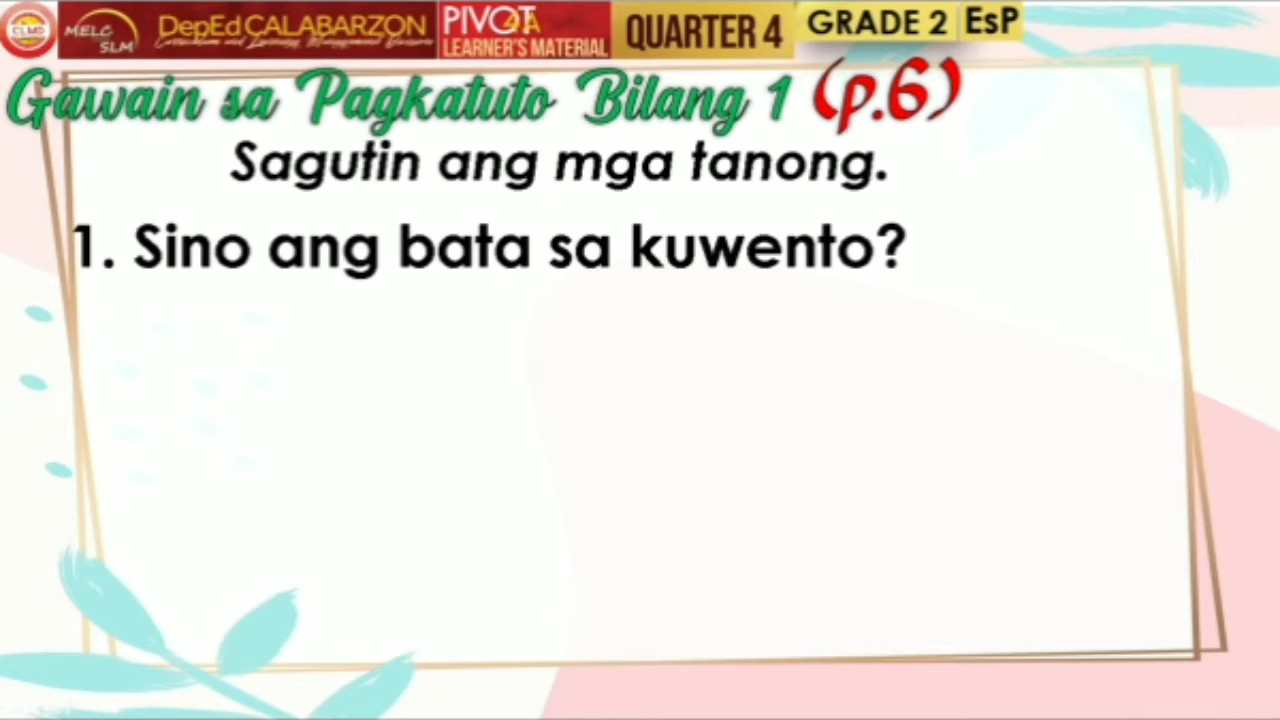 CLMD MELC SLM DepEd CALABARZON PIVOT 4A LEARNER'S MATERIAL QUARTER 4 GRADE 2 EsP
Gawain sa Pagkatuto Bilang 1 (p.6)
Sagutin ang mga tanong.
1. Sino ang bata sa kuwento?